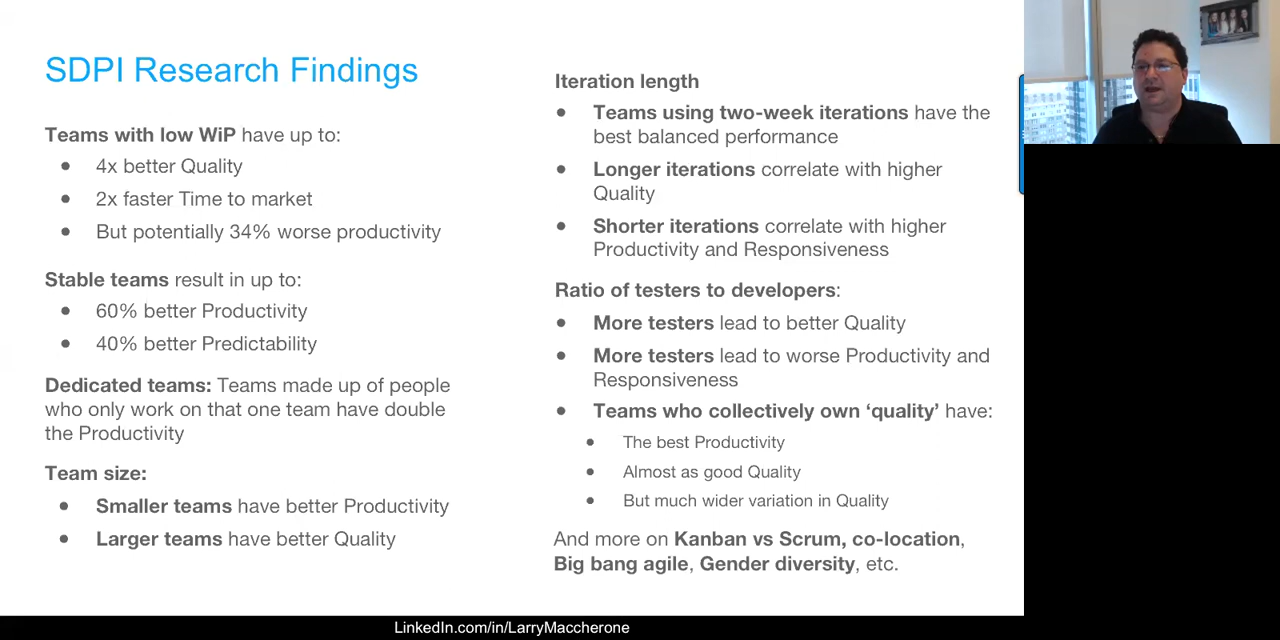 SDPI Research Findings
Teams with low WiP have up to:
• 4x better Quality
• 2x faster Time to market
• But potentially 34% worse productivity
Stable teams result in up to:
• 60% better Productivity
• 40% better Predictability
Dedicated teams: Teams made up of people
who only work on that one team have double
the Productivity
Team size:
• Smaller teams have better Productivity
• Larger teams have better Quality
Iteration length
• Teams using two-week iterations have the
best balanced performance
• Longer iterations correlate with higher
Quality
• Shorter iterations correlate with higher
Productivity and Responsiveness
Ratio of testers to developers:
• More testers lead to better Quality
• More testers lead to worse Productivity and
Responsiveness
• Teams who collectively own ‘quality’ have:
• The best Productivity
• Almost as good Quality
• But much wider variation in Quality
And more on Kanban vs Scrum, co-location,
Big bang agile, Gender diversity, etc.
LinkedIn.com/in/LarryMaccherone